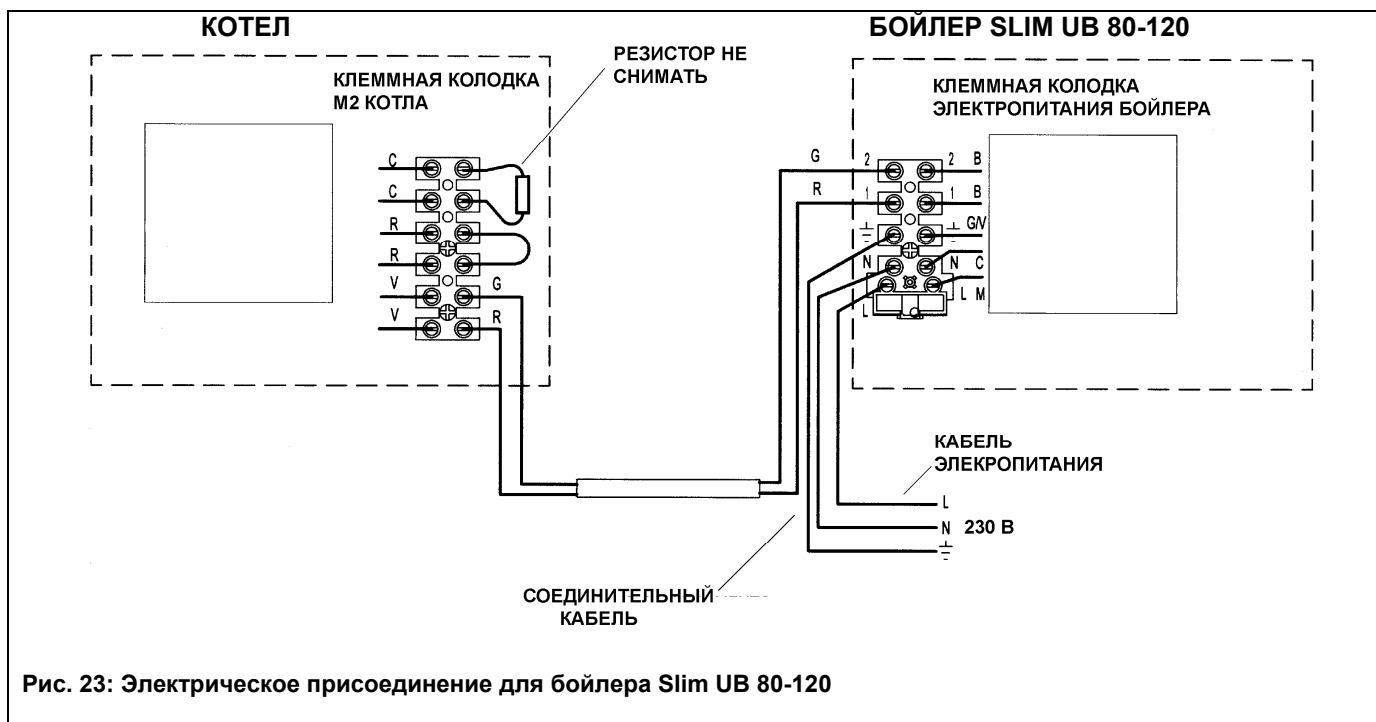 КОТЕЛ
БОЙЛЕР SLIM UB 80-120
РЕЗИСТОР НЕ
СНИМАТЬ
КЛЕММНАЯ КОЛОДКА
М2 КОТЛА
КЛЕММНАЯ КОЛОДКА
ЭЛЕКТРОПИТАНИЯ БОЙЛЕРА
C
C
R
R
V
G
V
R
G
2
2
B
R
1
1
B
G/V
N
N
C
L
L
M
КАБЕЛЬ
ЭЛЕКРОПИТАНИЯ
L
N 230 В
СОЕДИНИТЕЛЬНЫЙ
КАБЕЛЬ
Рис. 23: Электрическое присоединение для бойлера Slim UB 80-120